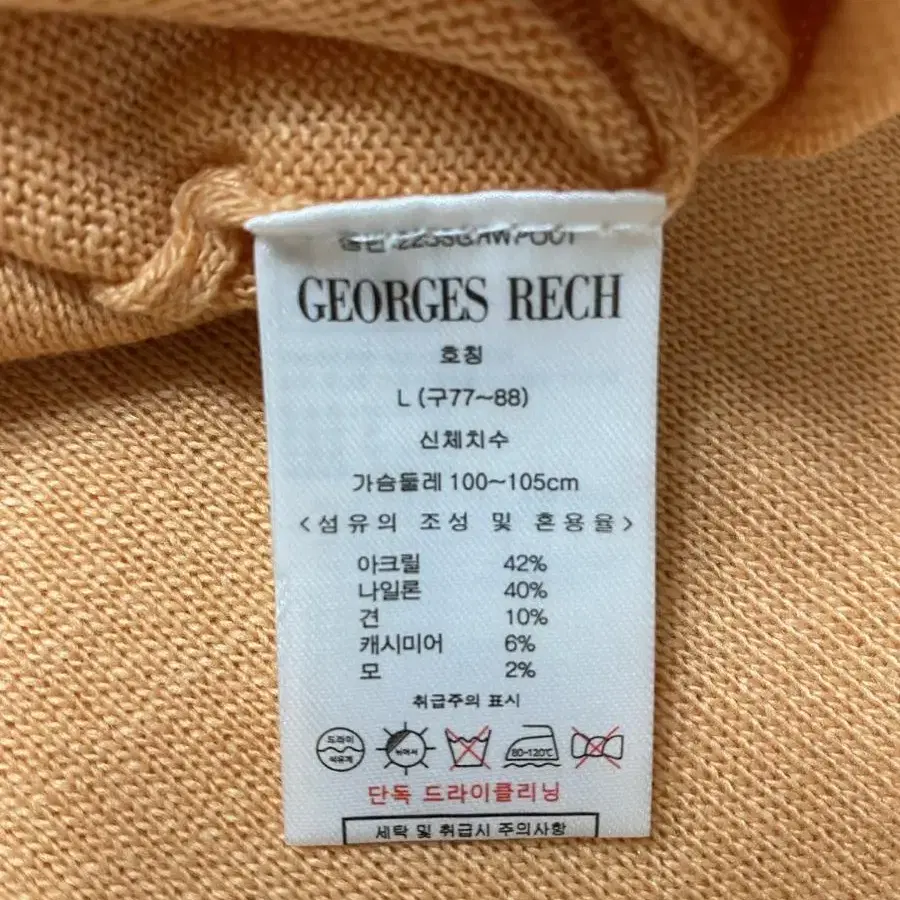 GEORGES RECH
호칭
L (구77~88)
신체치수
가슴둘레 100~105cm
<섬유의 조성 및 혼용율>
아크릴 42%
나일론 40%
견 10%
캐시미어 6%
모 2%
취급주의 표시
드라이
석유계
뉘어서
80-120℃
단독 드라이클리닝
세탁 및 취급시 주의사항